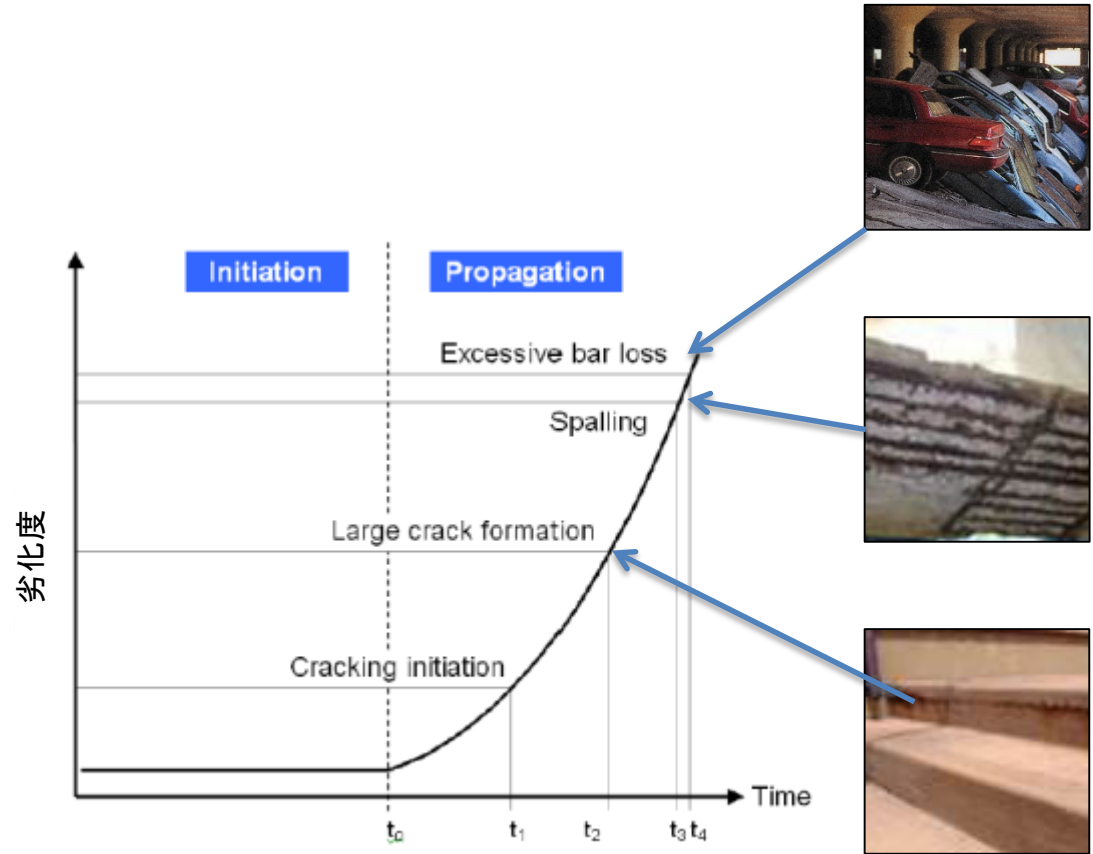 Initiation
Propagation
Excessive bar loss
Spalling
Large crack formation
Cracking initiation
劣化度
Time
t₀
t₁
t₂
t₃
t₄